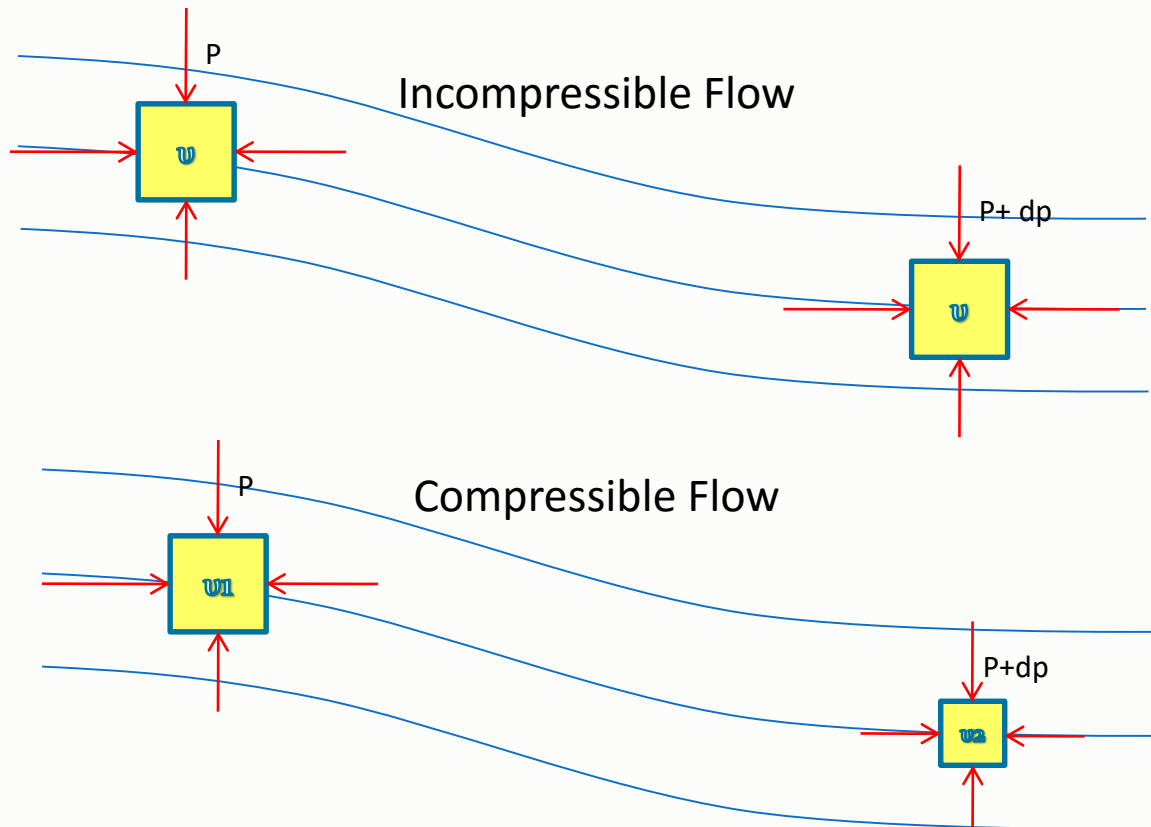 P
Incompressible Flow
υ
P+ dp
υ
P
Compressible Flow
υ1
P+dp
υ2